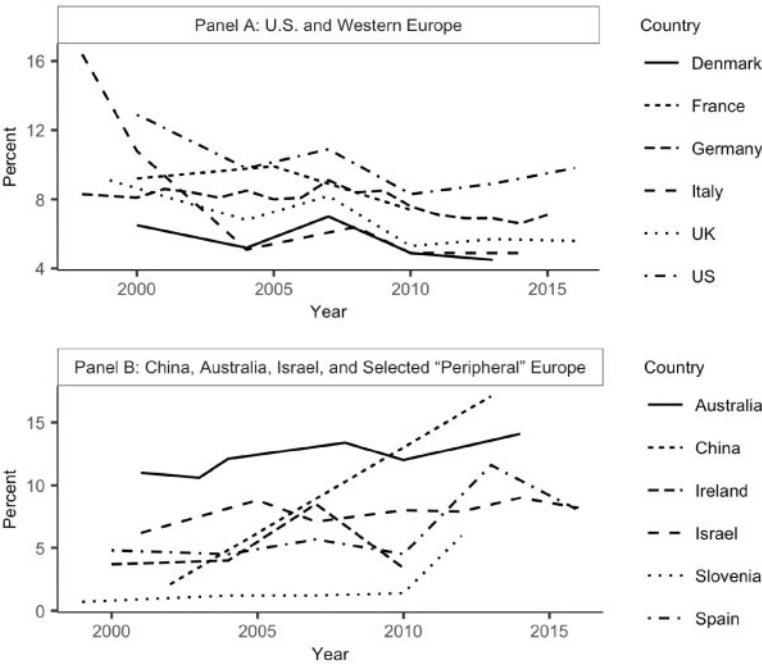 Panel A: U.S. and Western Europe
Country
Denmark
France
Germany
Italy
UK
US
Percent
16
12
8
4
2000
2005
2010
2015
Year
Panel B: China, Australia, Israel, and Selected “Peripheral” Europe
Country
Australia
China
Ireland
Israel
Slovenia
Spain
Percent
15
10
5
0
2000
2005
2010
2015
Year